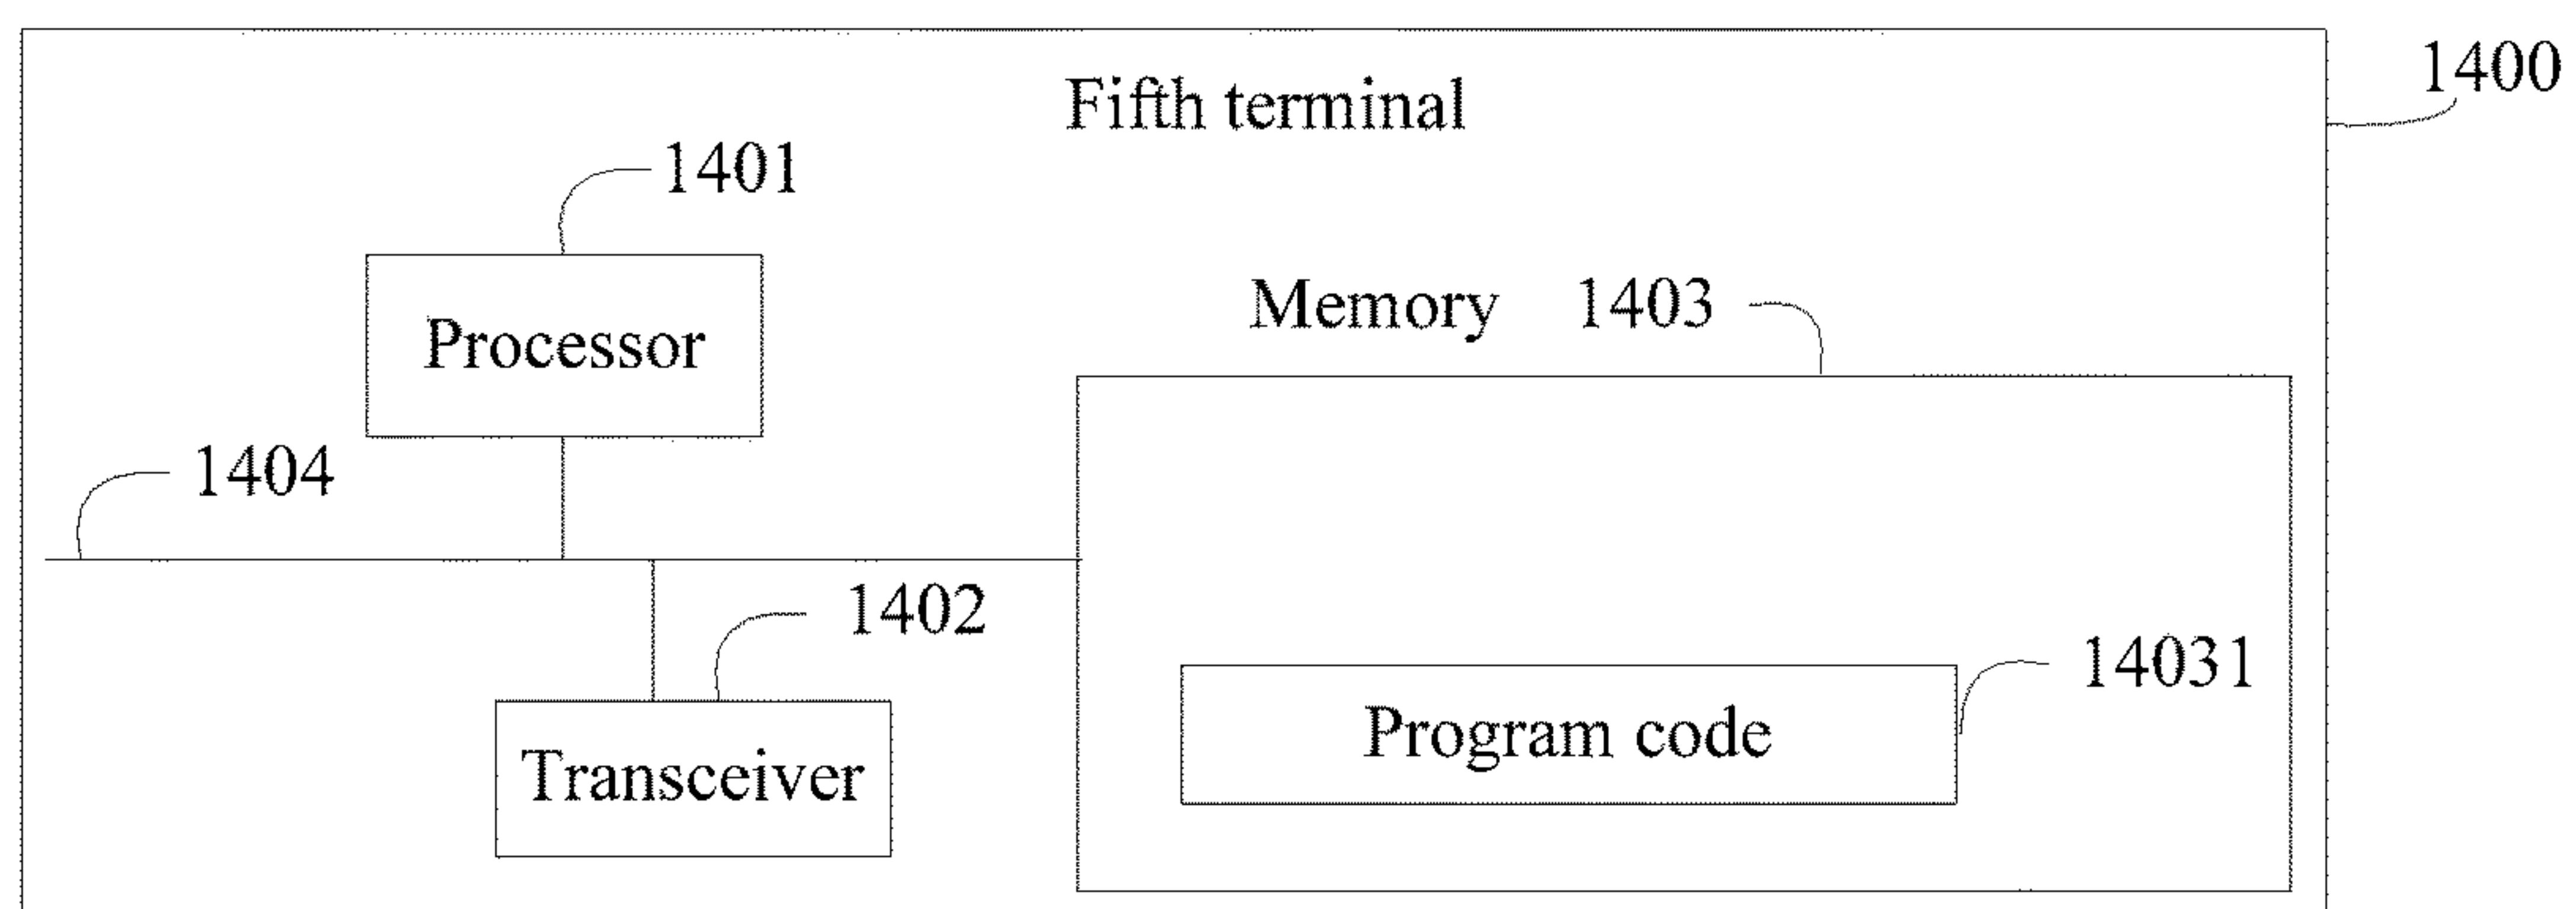 Fifth terminal
1400
1401
Processor
Memory 1403
1404
1402
Transceiver
14031
Program code